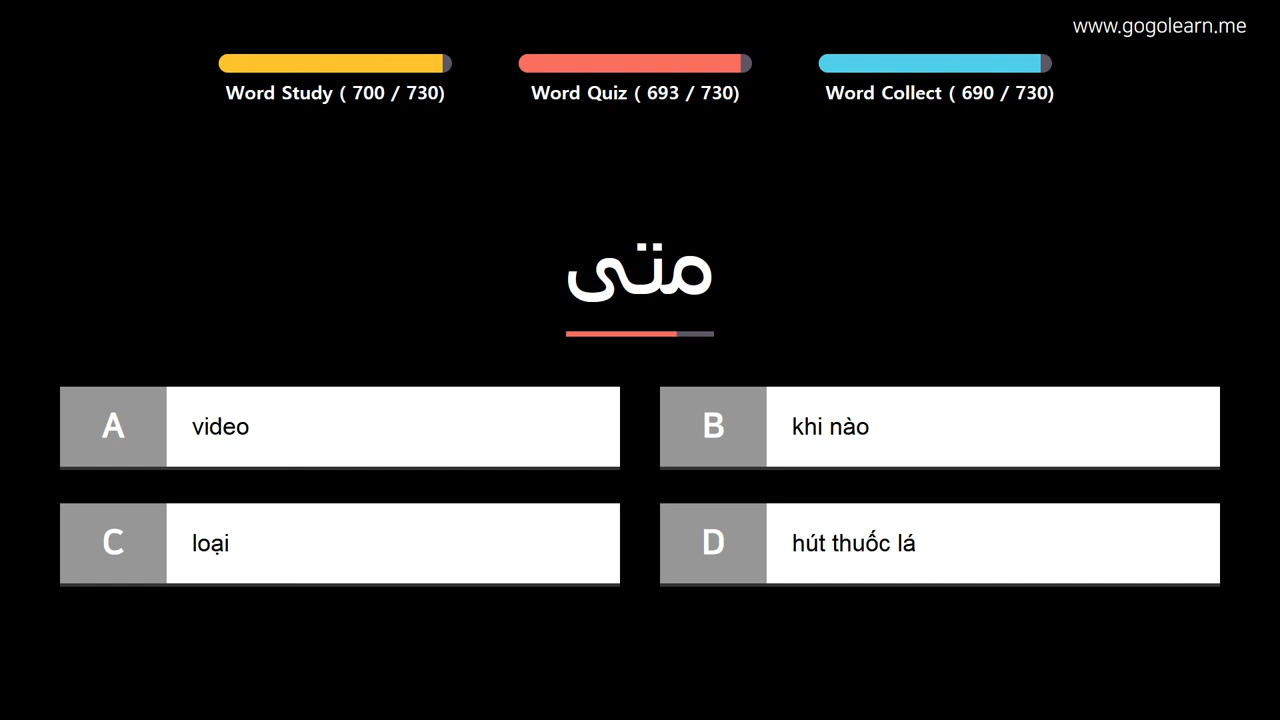 www.gogolearn.me
Word Study ( 700 / 730)
Word Quiz ( 693 / 730)
Word Collect ( 690 / 730)
متى
A video
B khi nào
C loại
D hút thuốc lá